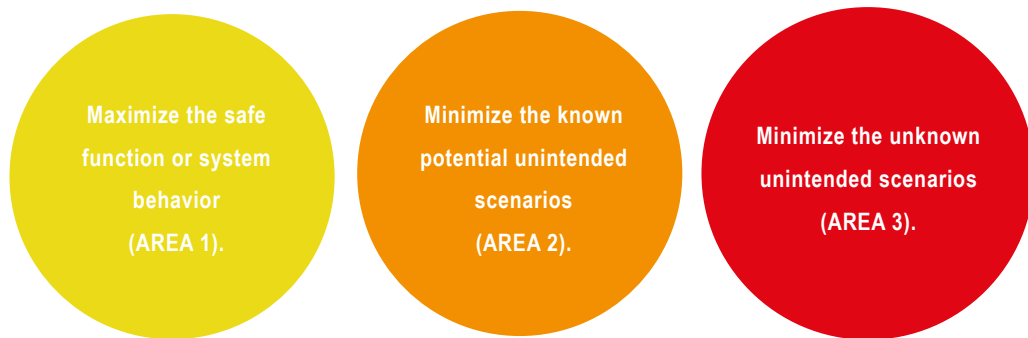 Maximize the safe
function or system
behavior
(AREA 1).
Minimize the known
potential unintended
scenarios
(AREA 2).
Minimize the unknown
unintended scenarios
(AREA 3).